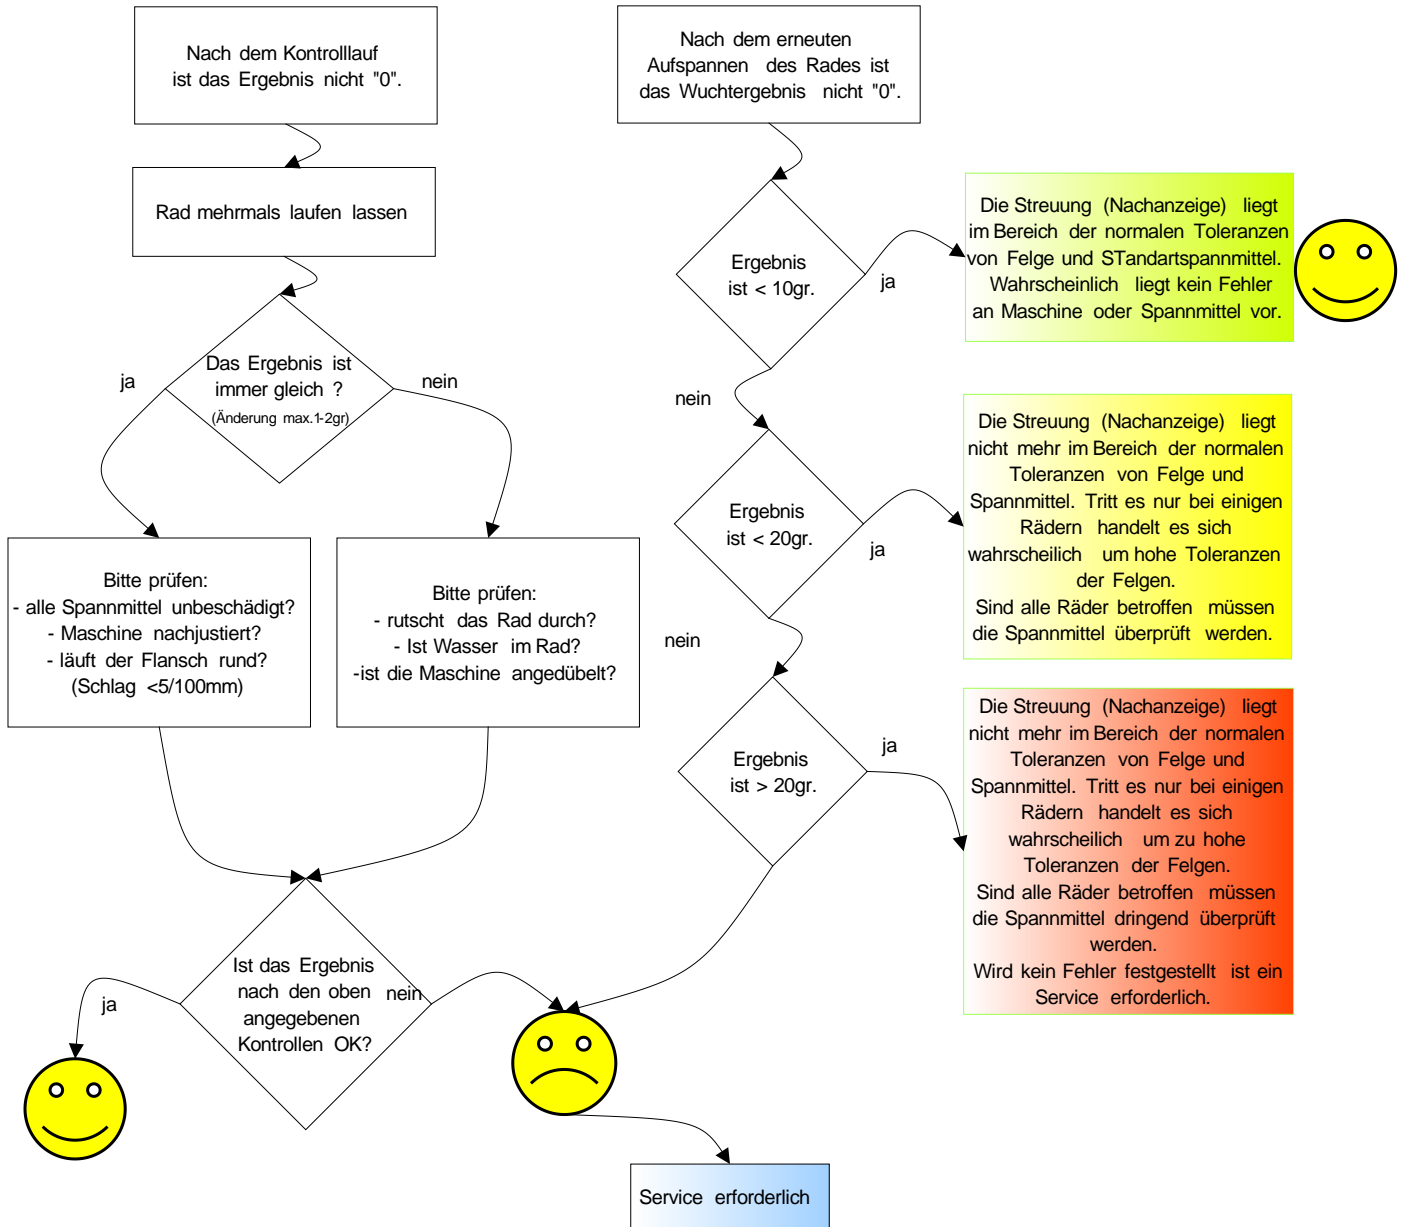 Nach dem Kontrolllauf
ist das Ergebnis nicht "0".
Rad mehrmals laufen lassen
Das Ergebnis ist
immer gleich ?
(Änderung max.1-2gr)
ja
nein
Bitte prüfen:
- alle Spannmittel unbeschädigt?
- Maschine nachjustiert?
- läuft der Flansch rund?
(Schlag <5/100mm)
Bitte prüfen:
- rutscht das Rad durch?
- Ist Wasser im Rad?
-ist die Maschine angedübelt?
Ist das Ergebnis
nach den oben
angegebenen
Kontrollen OK?
ja
nein
Nach dem erneuten
Aufspannen des Rades ist
das Wuchtergebnis nicht "0".
Ergebnis
ist < 10gr.
ja
nein
Die Streuung (Nachanzeige) liegt
im Bereich der normalen Toleranzen
von Felge und STandartspannmittel.
Wahrscheinlich liegt kein Fehler
an Maschine oder Spannmittel vor.
Ergebnis
ist < 20gr.
ja
nein
Die Streuung (Nachanzeige) liegt
nicht mehr im Bereich der normalen
Toleranzen von Felge und
Spannmittel. Tritt es nur bei einigen
Rädern handelt es sich
wahrscheilich um hohe Toleranzen
der Felgen.
Sind alle Räder betroffen müssen
die Spannmittel überprüft werden.
Ergebnis
ist > 20gr.
ja
Die Streuung (Nachanzeige) liegt
nicht mehr im Bereich der normalen
Toleranzen von Felge und
Spannmittel. Tritt es nur bei einigen
Rädern handelt es sich
wahrscheilich um zu hohe
Toleranzen der Felgen.
Sind alle Räder betroffen müssen
die Spannmittel dringend überprüft
werden.
Wird kein Fehler festgestellt ist ein
Service erforderlich.
Service erforderlich